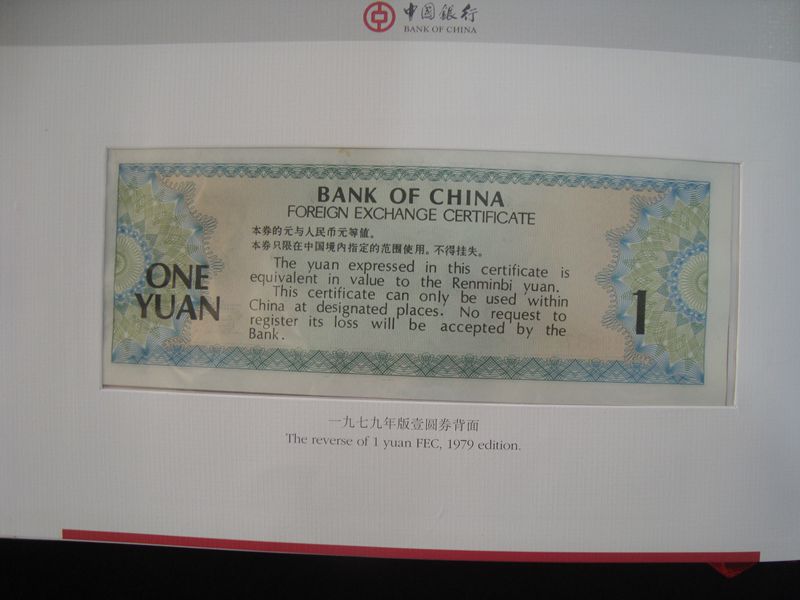 中国银行
BANK OF CHINA
BANK OF CHINA
FOREIGN EXCHANGE CERTIFICATE
本券的元与人民币元等值。
本券只限在中国境内指定的范围使用。不得挂失。
The yuan expressed in this certificate is
equivalent in value to the Renminbi yuan.
This certificate can only be used within
China at designated places. No request to
register its loss will be accepted by the
Bank.
ONE
YUAN
1
一九七九年版壹圆券背面
The reverse of 1 yuan FEC, 1979 edition.